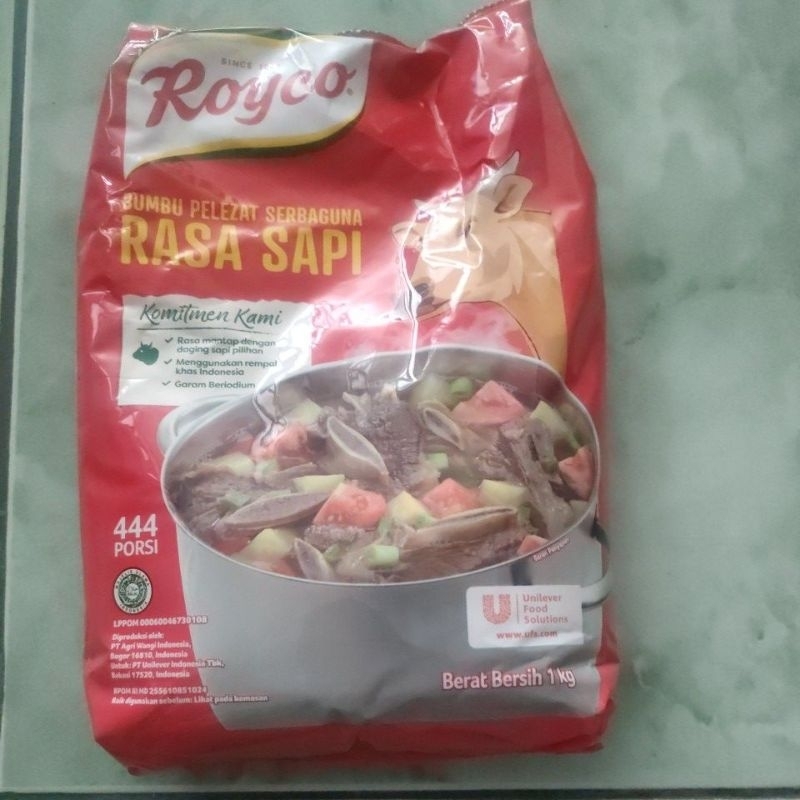 SINCE
Royco
BUMBU PELEZAT SERBAGUNA
RASA SAPI
Komitmen Kami
Rasa mantap dengan
daging sapi pilihan
Menggunakan rempah
khas Indonesia
Garam Beriodium
444
PORSI
LPPOM 00060046730108
Diproduksi oleh:
PT Agri Wangi Indonesia,
Bogor 16810, Indonesia
Untuk: PT Unilever Indonesia Tbk,
Bekasi 17520, Indonesia
BPOM RI MD 255610851024
Baik digunakan sebelum: Lihat pada kemasan
Saran Penyajian
Unilever
Food
Solutions
www.ufs.com
Berat Bersih 1 kg